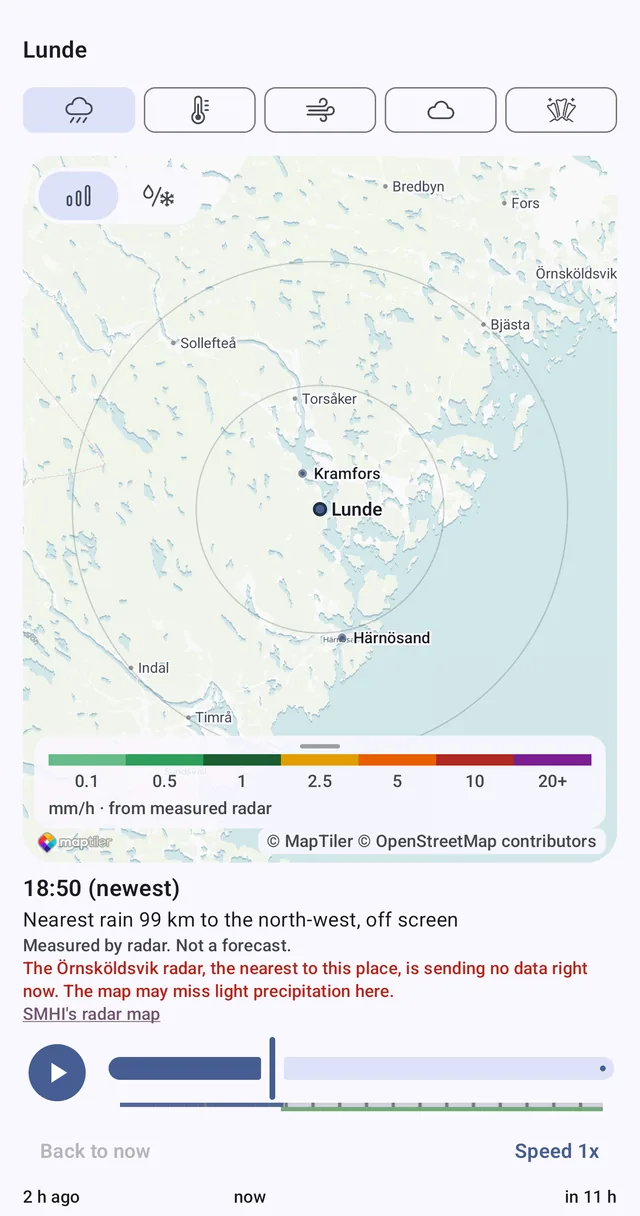 Lunde
Bredbyn
Fors
Örnsköldsvik
Bjästa
Sollefteå
Torsåker
Kramfors
Lunde
Härnösand
Indäl
Timrå
0.1 0.5 1 2.5 5 10 20+
mm/h · from measured radar
maptiler
© MapTiler © OpenStreetMap contributors
18:50 (newest)
Nearest rain 99 km to the north-west, off screen
Measured by radar. Not a forecast.
The Örnsköldsvik radar, the nearest to this place, is sending no data right
now. The map may miss light precipitation here.
SMHI's radar map
Back to now
Speed 1x
2 h ago now in 11 h